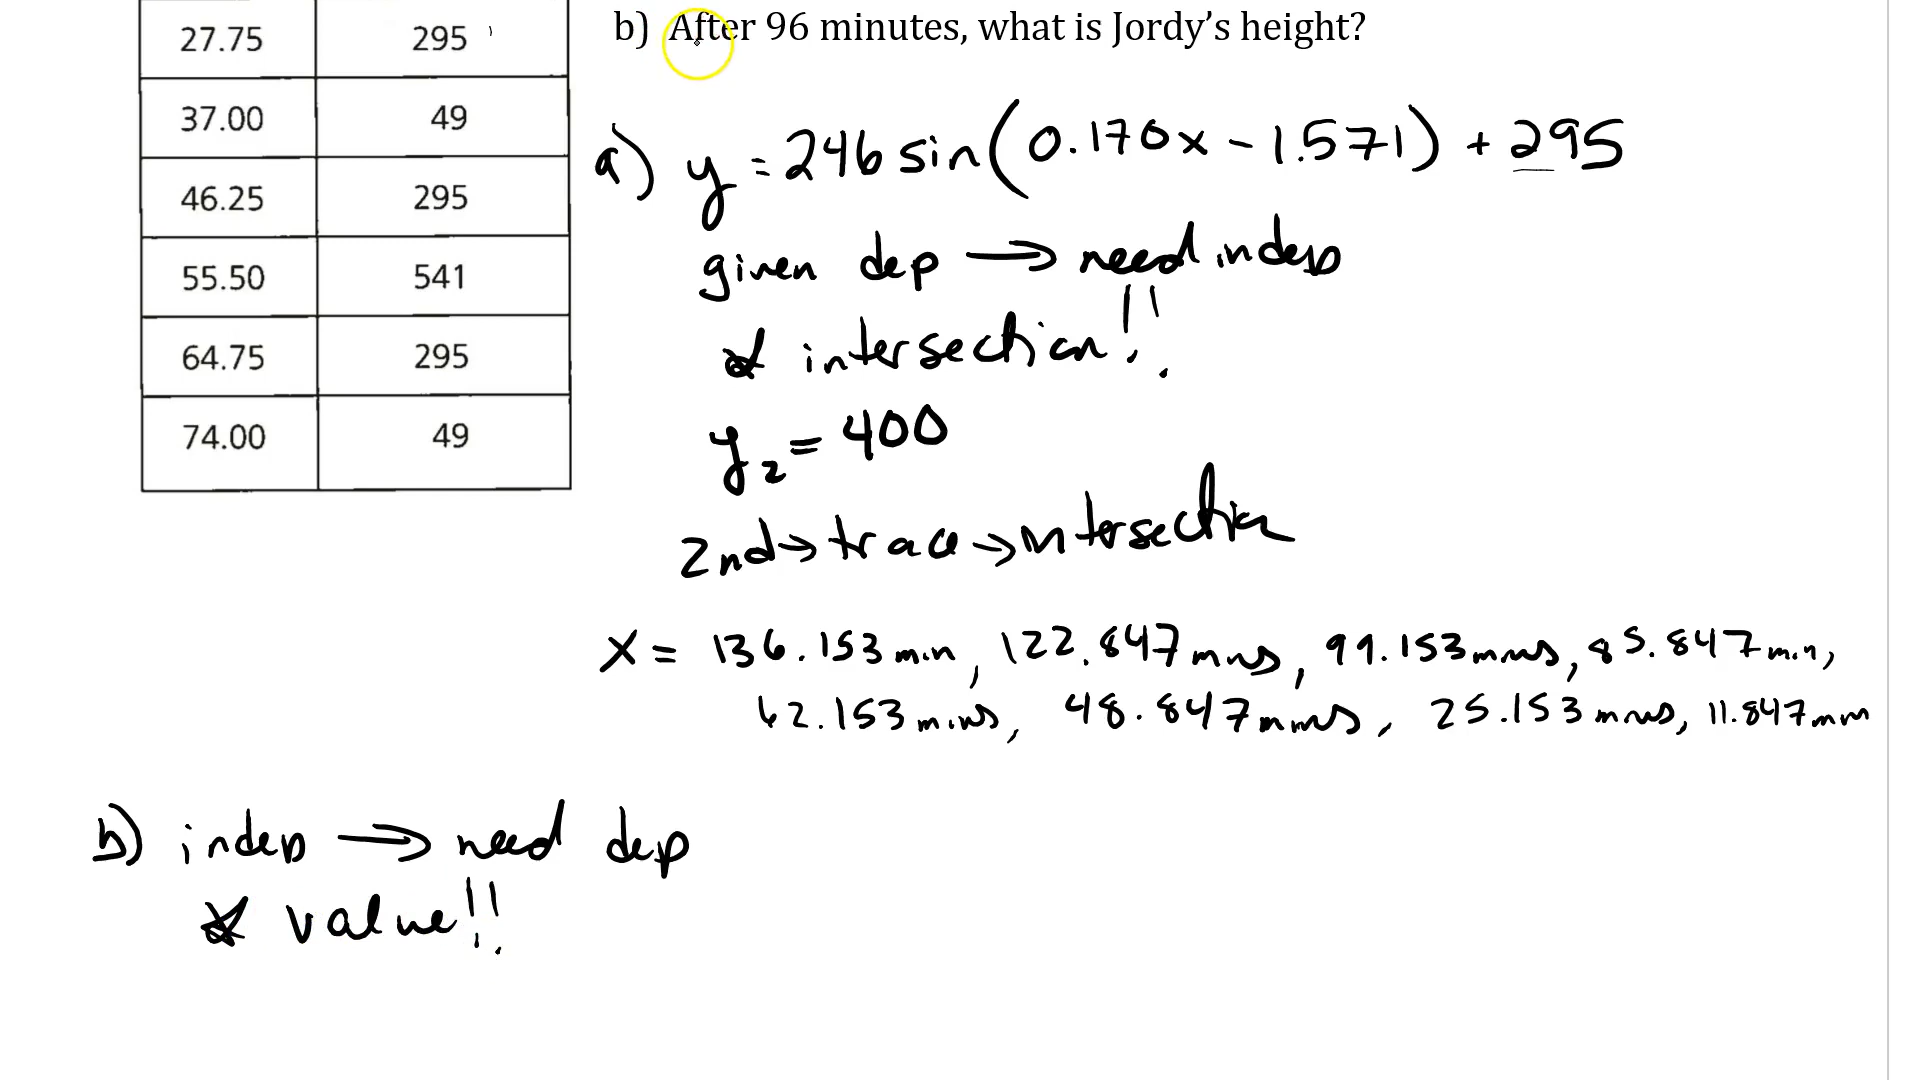 27.75 295
37.00 49
46.25 295
55.50 541
64.75 295
74.00 49
b) After 96 minutes, what is Jordy's height?
a) y = 246 sin(0.170x - 1.571) + 295
given dep → need indep
* intersection!!
y₂ = 400
2nd → trace → intersection
x = 136.153 min, 122.847 mins, 99.153 mins, 85.847 min,
62.153 mins, 48.847 mins, 25.153 mins, 11.847 min
b) indep → need dep
* value!!